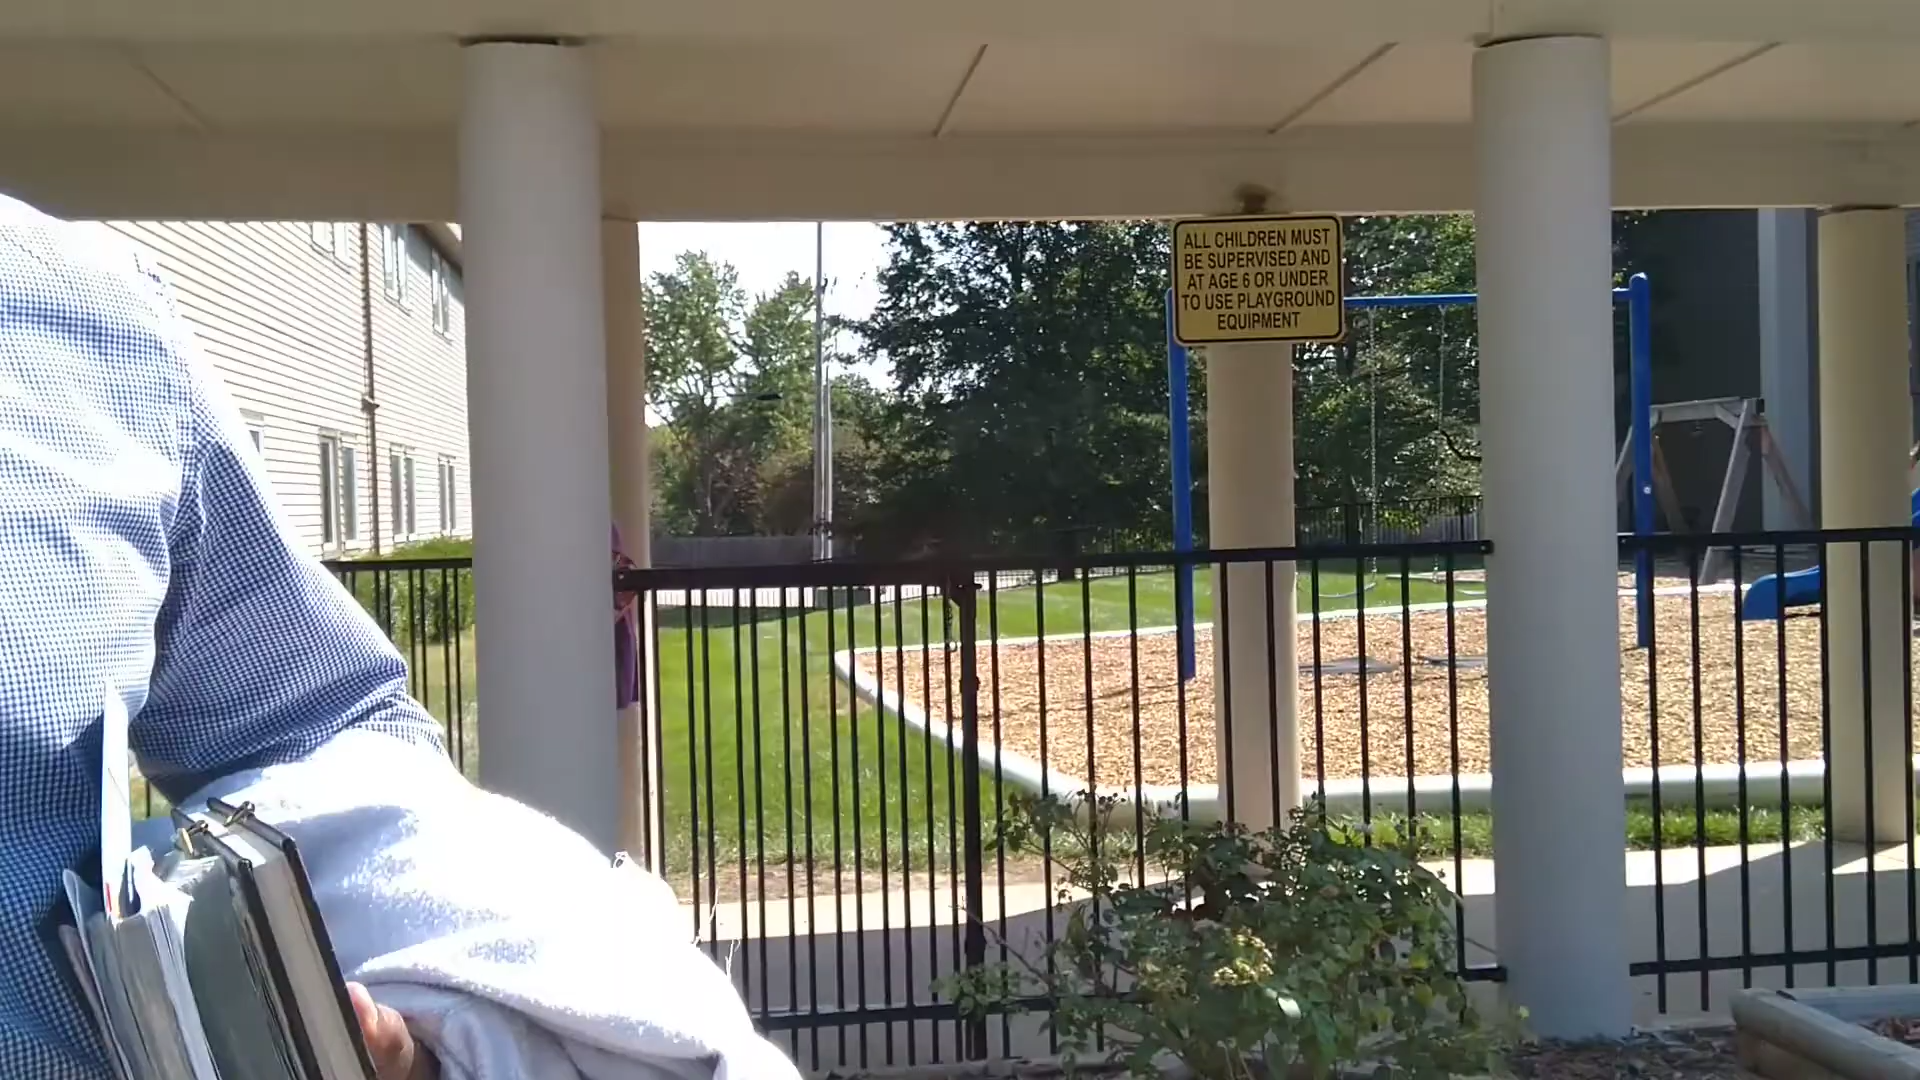 ALL CHILDREN MUST
BE SUPERVISED AND
AT AGE 6 OR UNDER
TO USE PLAYGROUND
EQUIPMENT